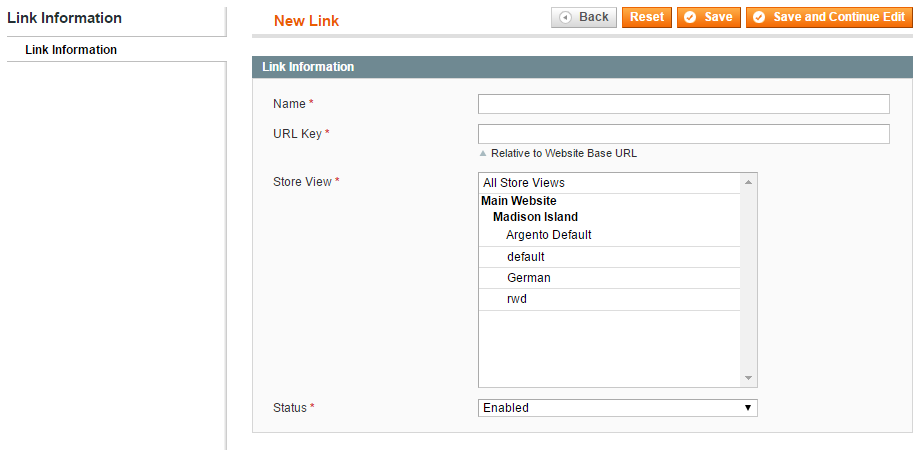 Link Information
Link Information
New Link
Back Reset Save Save and Continue Edit
Link Information
Name *
URL Key *
Relative to Website Base URL
Store View *
All Store Views
Main Website
Madison Island
Argento Default
default
German
rwd
Status *
Enabled